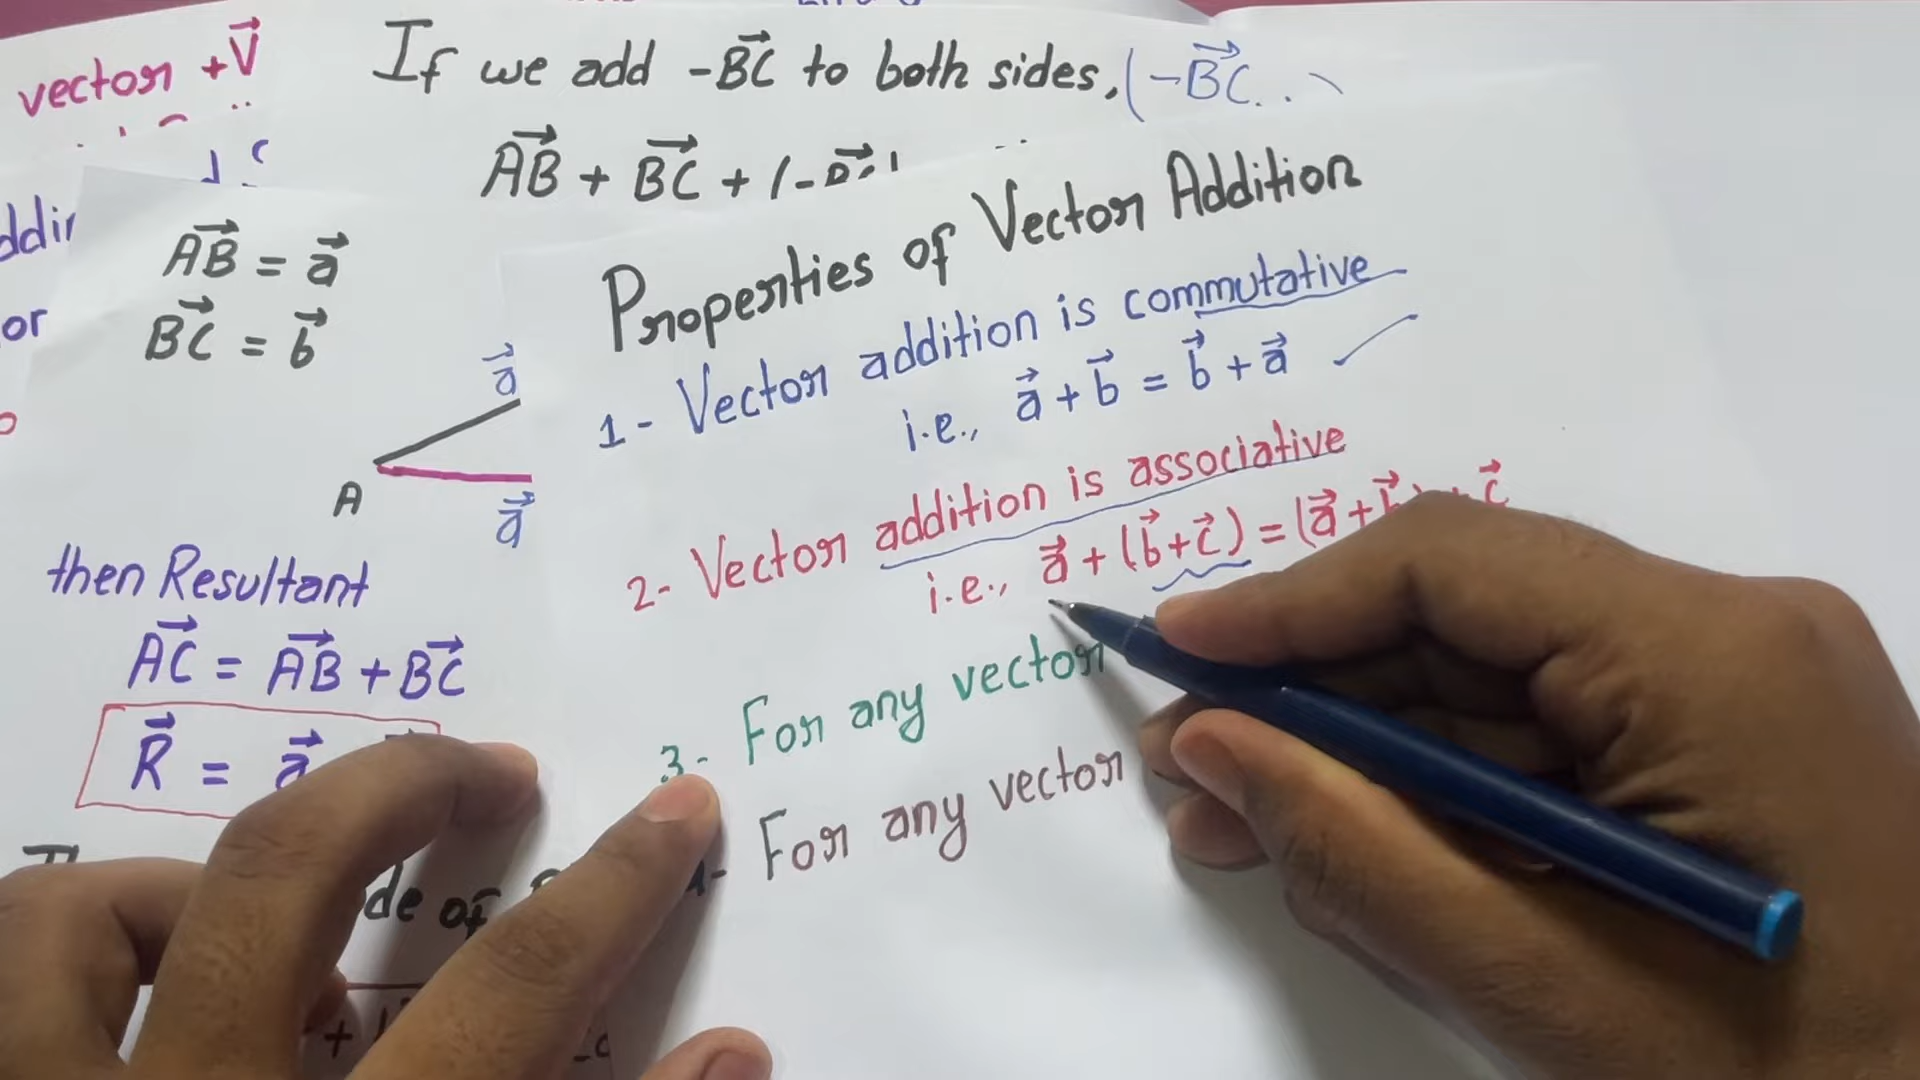 vector +V⃗
If we add -BC⃗ to both sides, (-BC⃗
AB⃗ + BC⃗ + (-
AB⃗ = a⃗
BC⃗ = b⃗
a⃗
A
a⃗
then Resultant
AC⃗ = AB⃗ + BC⃗
R⃗ = a⃗
de of
or
Properties of Vector Addition
1- Vector addition is commutative
i.e., a⃗ + b⃗ = b⃗ + a⃗
2- Vector addition is associative
i.e., a⃗ + (b⃗+c⃗) = (a⃗+b⃗) + c⃗
3- For any vector
For any vector